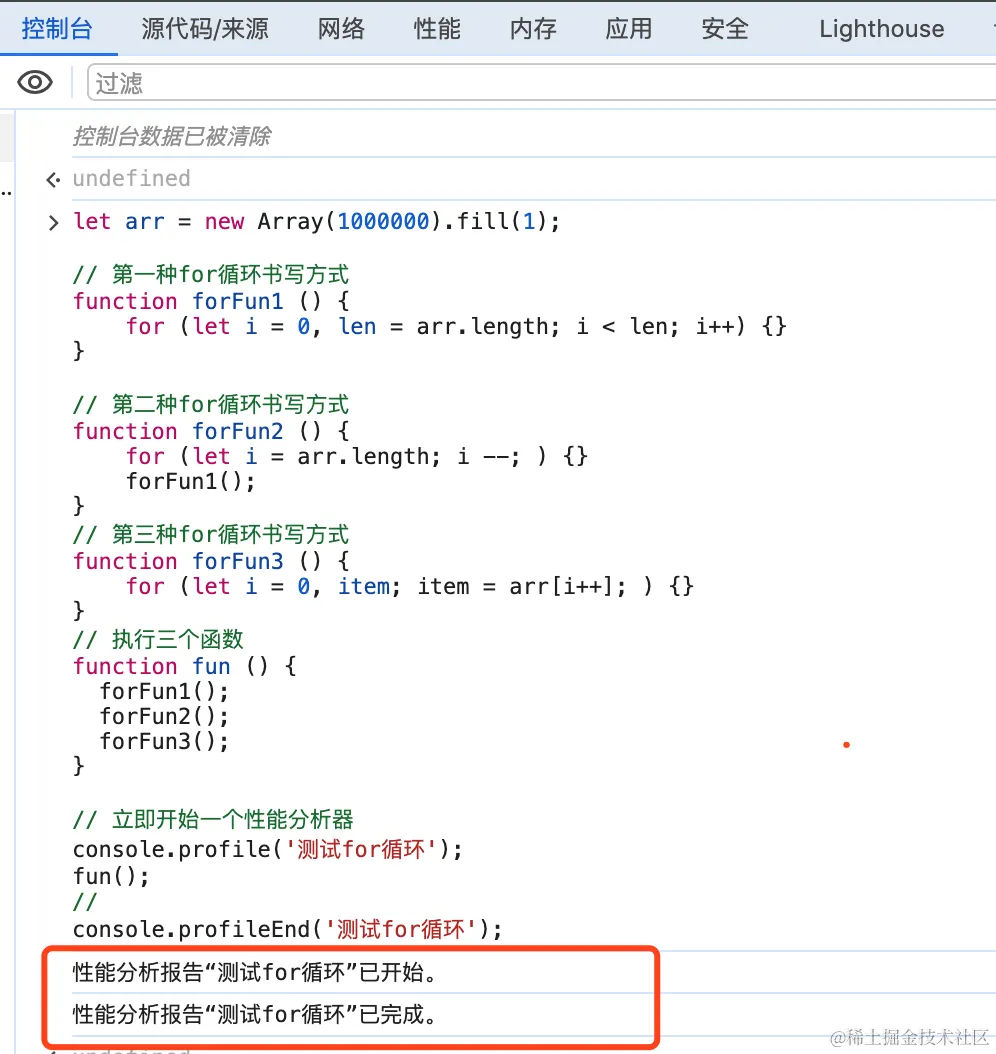 控制台 源代码/来源 网络 性能 内存 应用 安全 Lighthouse
过滤
控制台数据已被清除
undefined
let arr = new Array(1000000).fill(1);
// 第一种for循环书写方式
function forFun1 () {
    for (let i = 0, len = arr.length; i < len; i++) {}
}
// 第二种for循环书写方式
function forFun2 () {
    for (let i = arr.length; i --; ) {}
    forFun1();
}
// 第三种for循环书写方式
function forFun3 () {
    for (let i = 0, item; item = arr[i++]; ) {}
}
// 执行三个函数
function fun () {
  forFun1();
  forFun2();
  forFun3();
}
// 立即开始一个性能分析器
console.profile('测试for循环');
fun();
//
console.profileEnd('测试for循环');
性能分析报告“测试for循环”已开始。
性能分析报告“测试for循环”已完成。
@稀土掘金技术社区
undefined